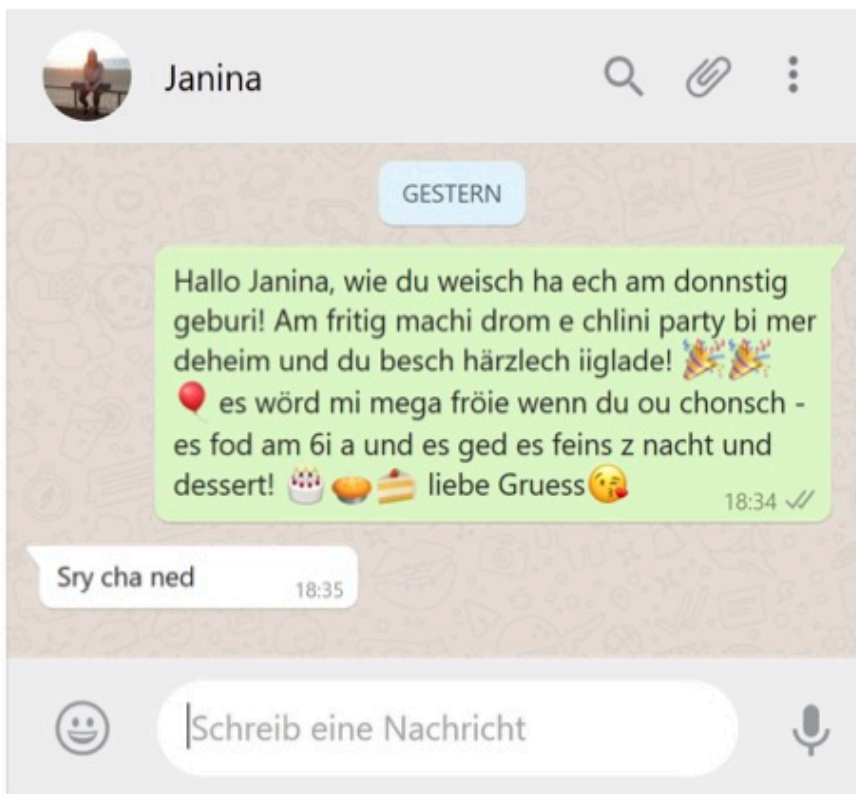 Janina
GESTERN
Hallo Janina, wie du weisch ha ech am donnstig
geburi! Am fritig machi drom e chlini party bi mer
deheim und du besch härzlech iiglade! 🎉🎉
🎈 es wörd mi mega fröie wenn du ou chonsch -
es fod am 6i a und es ged es feins z nacht und
dessert! 🎂🥧🍰 liebe Gruess😘
18:34
Sry cha ned
18:35
Schreib eine Nachricht